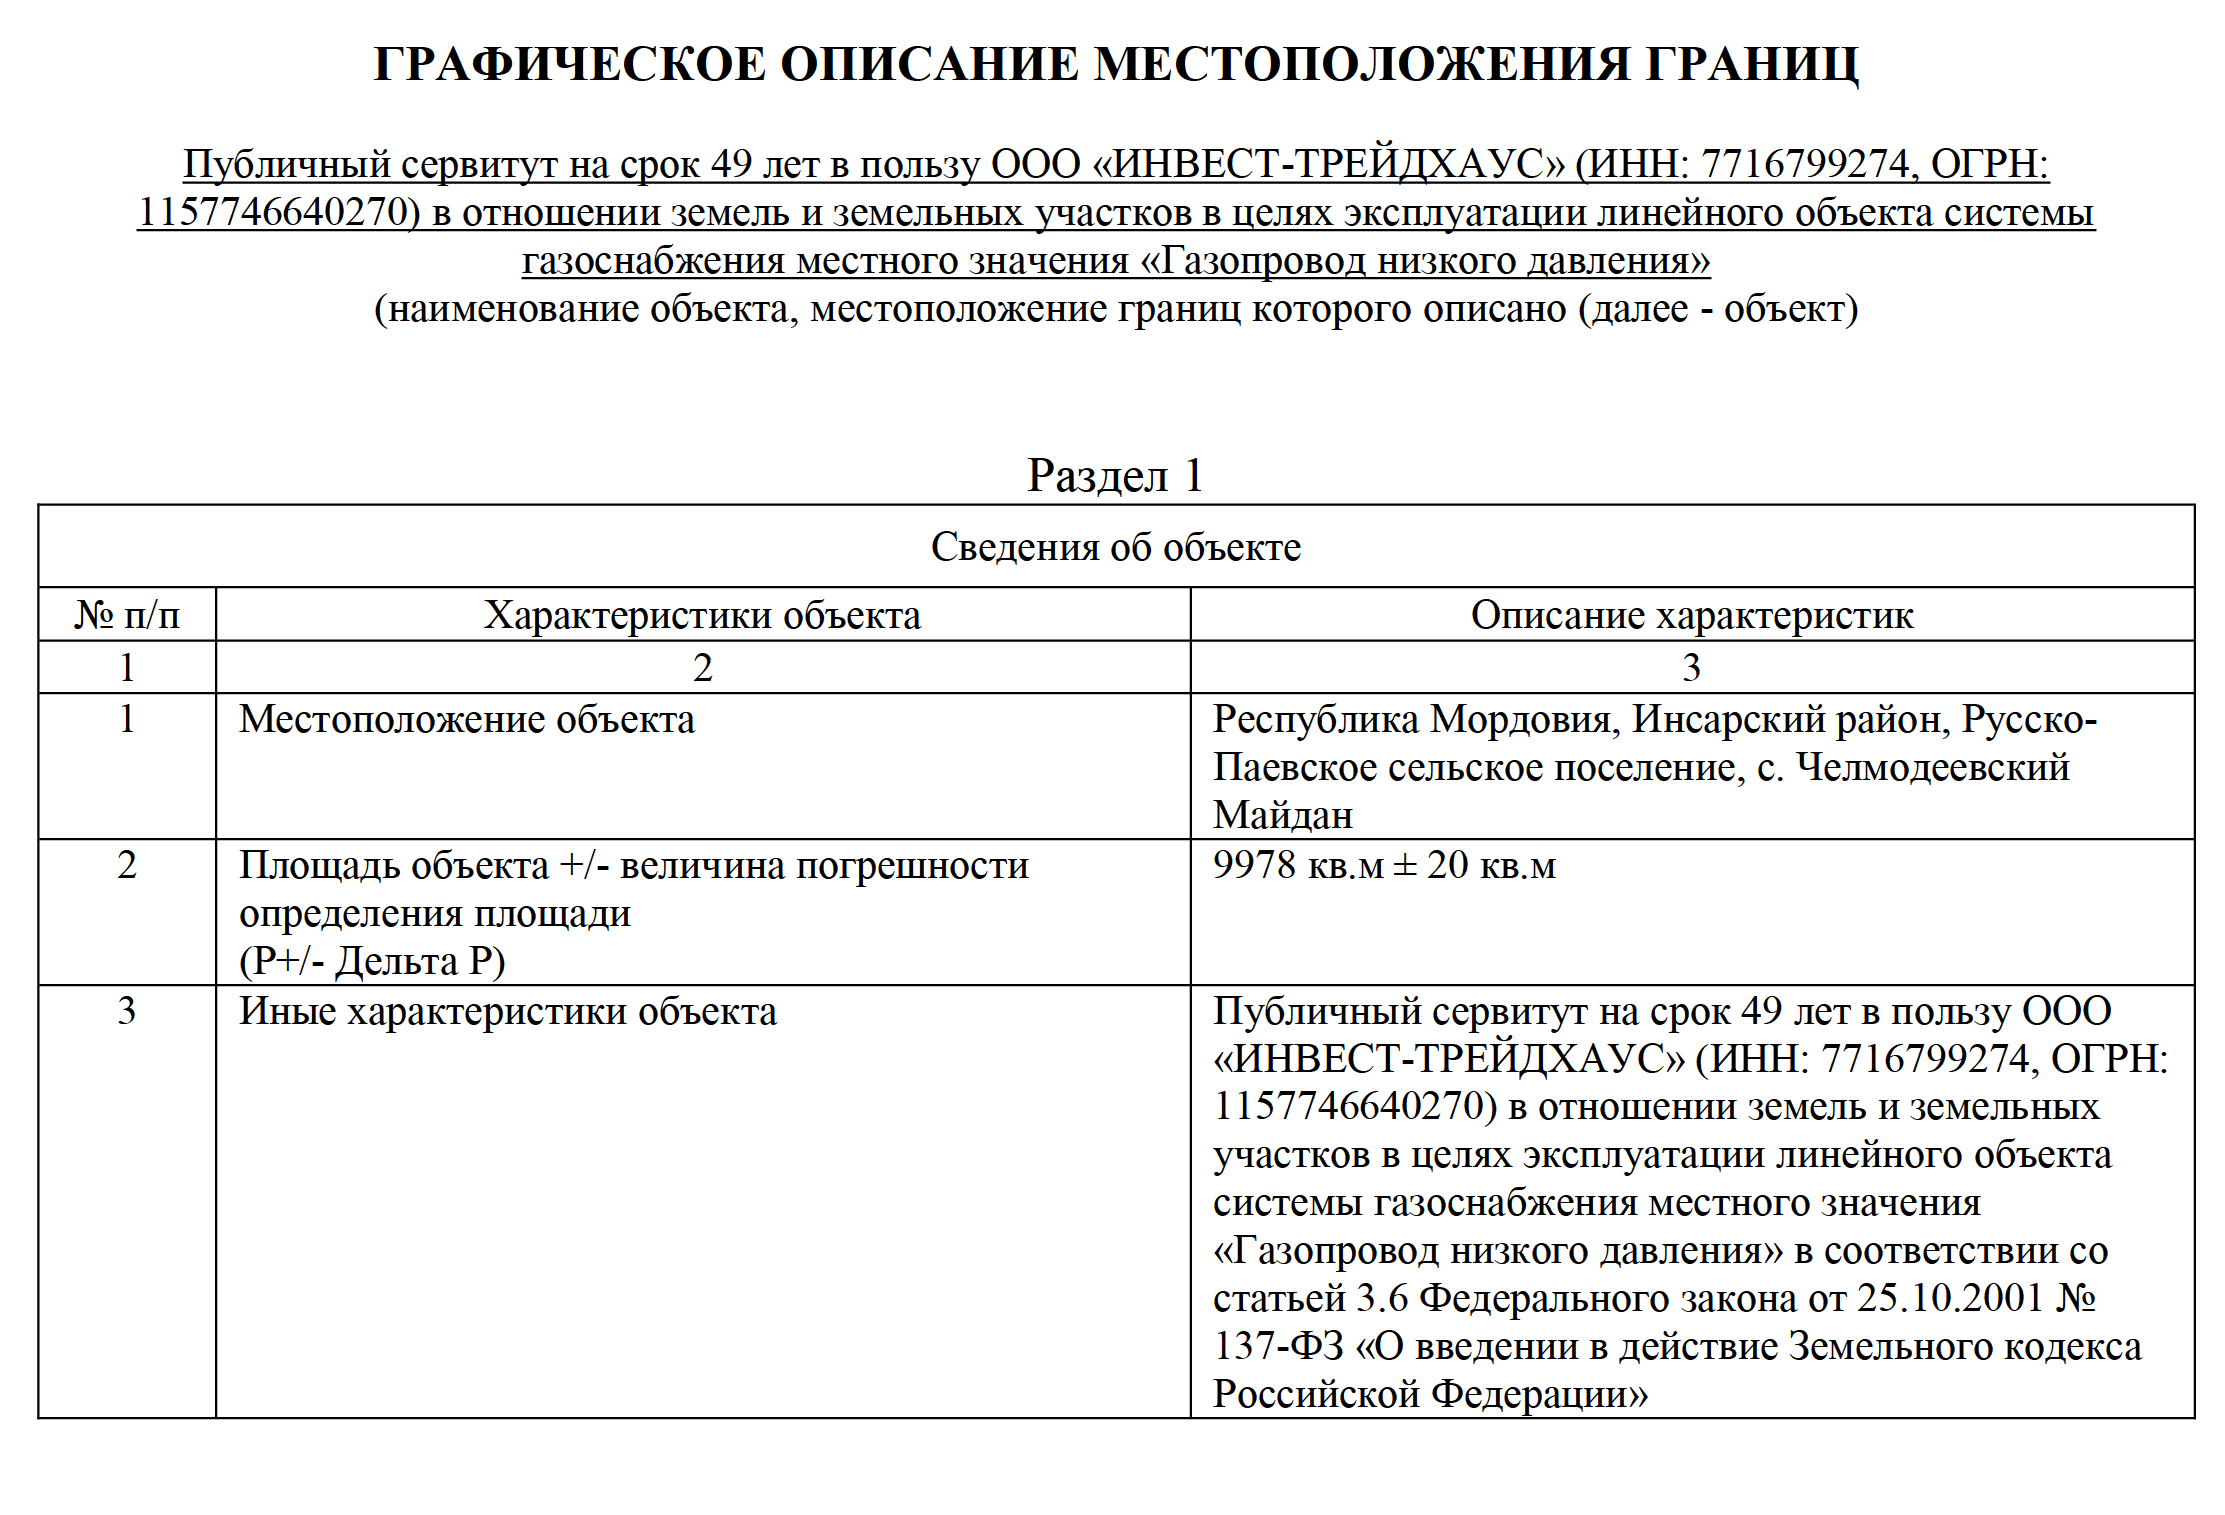 ГРАФИЧЕСКОЕ ОПИСАНИЕ МЕСТОПОЛОЖЕНИЯ ГРАНИЦ
Публичный сервитут на срок 49 лет в пользу ООО «ИНВЕСТ-ТРЕЙДХАУС» (ИНН: 7716799274, ОГРН:
1157746640270) в отношении земель и земельных участков в целях эксплуатации линейного объекта системы
газоснабжения местного значения «Газопровод низкого давления»
(наименование объекта, местоположение границ которого описано (далее - объект)
Раздел 1
Сведения об объекте
№ п/п Характеристики объекта Описание характеристик
1 2 3
1 Местоположение объекта Республика Мордовия, Инсарский район, Русско-
Паевское сельское поселение, с. Челмодеевский
Майдан
2 Площадь объекта +/- величина погрешности 9978 кв.м ± 20 кв.м
определения площади
(Р+/- Дельта Р)
3 Иные характеристики объекта Публичный сервитут на срок 49 лет в пользу ООО
«ИНВЕСТ-ТРЕЙДХАУС» (ИНН: 7716799274, ОГРН:
1157746640270) в отношении земель и земельных
участков в целях эксплуатации линейного объекта
системы газоснабжения местного значения
«Газопровод низкого давления» в соответствии со
статьей 3.6 Федерального закона от 25.10.2001 №
137-ФЗ «О введении в действие Земельного кодекса
Российской Федерации»